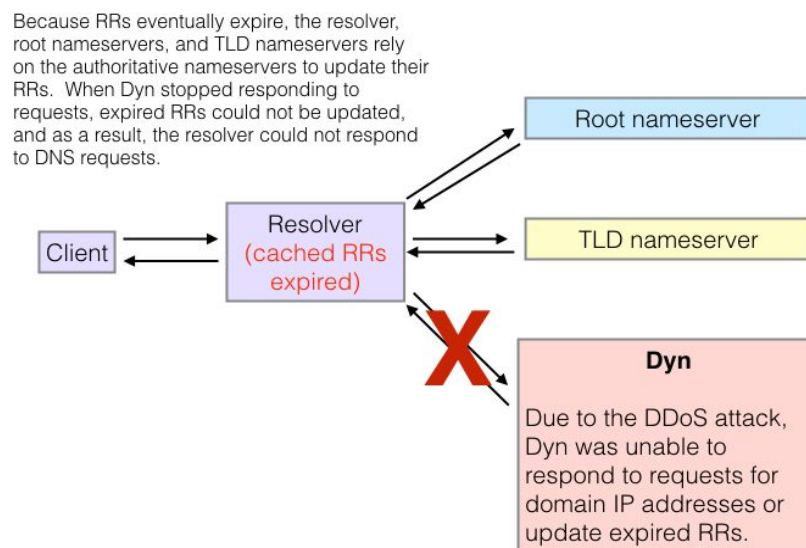 Because RRs eventually expire, the resolver,
root nameservers, and TLD nameservers rely
on the authoritative nameservers to update their
RRs.  When Dyn stopped responding to
requests, expired RRs could not be updated,
and as a result, the resolver could not respond
to DNS requests.
Root nameserver
Client
Resolver
(cached RRs
expired)
TLD nameserver
X
Dyn
Due to the DDoS attack,
Dyn was unable to
respond to requests for
domain IP addresses or
update expired RRs.